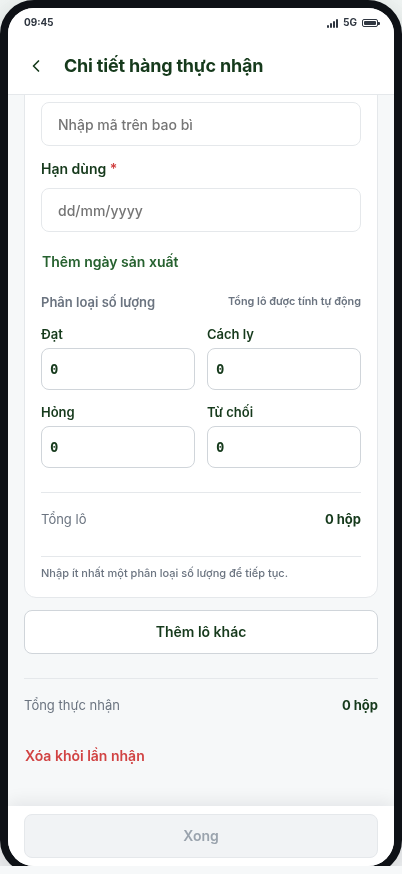 09:45
5G
Chi tiết hàng thực nhận
Nhập mã trên bao bì
Hạn dùng *
dd/mm/yyyy
Thêm ngày sản xuất
Phân loại số lượng
Tổng lô được tính tự động
Đạt
Cách ly
0
0
Hỏng
Từ chối
0
0
Tổng lô
0 hộp
Nhập ít nhất một phân loại số lượng để tiếp tục.
Thêm lô khác
Tổng thực nhận
0 hộp
Xóa khỏi lần nhận
Xong